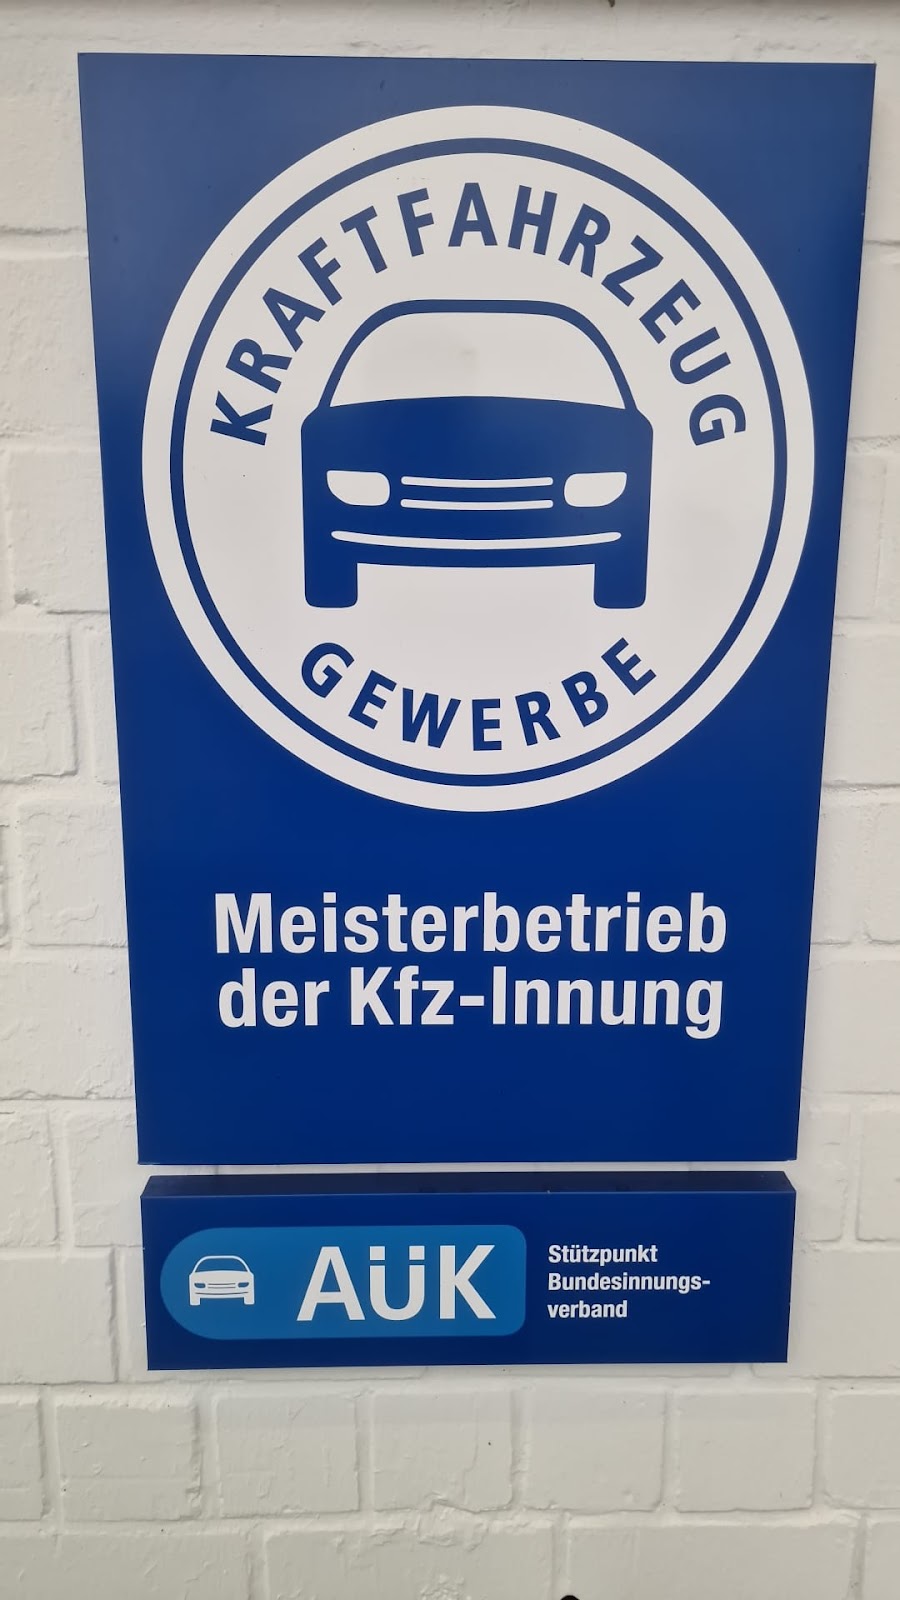 KRAFTFAHRZEUG
GEWERBE
Meisterbetrieb
der Kfz-Innung
AÜK
Stützpunkt
Bundesinnungs-
verband